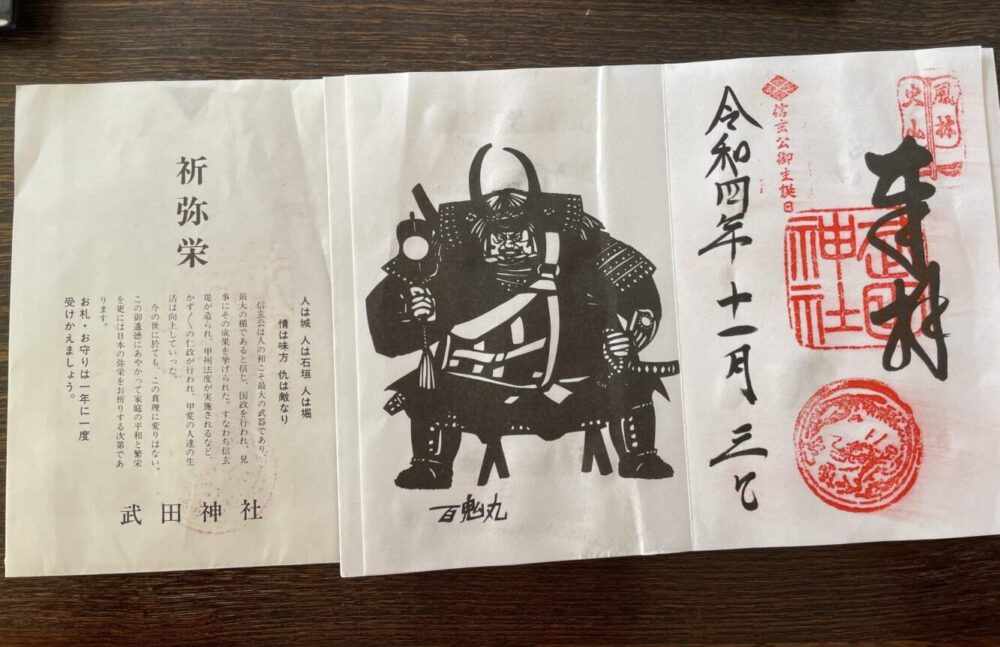 奉拝
風林
火山
武田
神社
信玄公御生誕日
令和四年十一月三日
百鬼丸
祈弥栄
人は城 人は石垣 人は堀
情は味方 仇は敵なり
信玄公は人の和こそ最大の武器であり、
最大の楯であると信じ、国政を行われ、見
事にその成果を挙げられた。すなわち信玄
堤が造られ、甲州法度が実施されるなど、
かず〱の仁政が行われ、甲斐の人達の生
活は向上していった。
今の世に於ても、この真理に変りはない。
この御遺徳にあやかって家庭の平和と繁栄
を更には日本の弥栄をお祈りする次第であ
ります。
お札・お守りは一年に一度
受けかえましょう。
武田神社